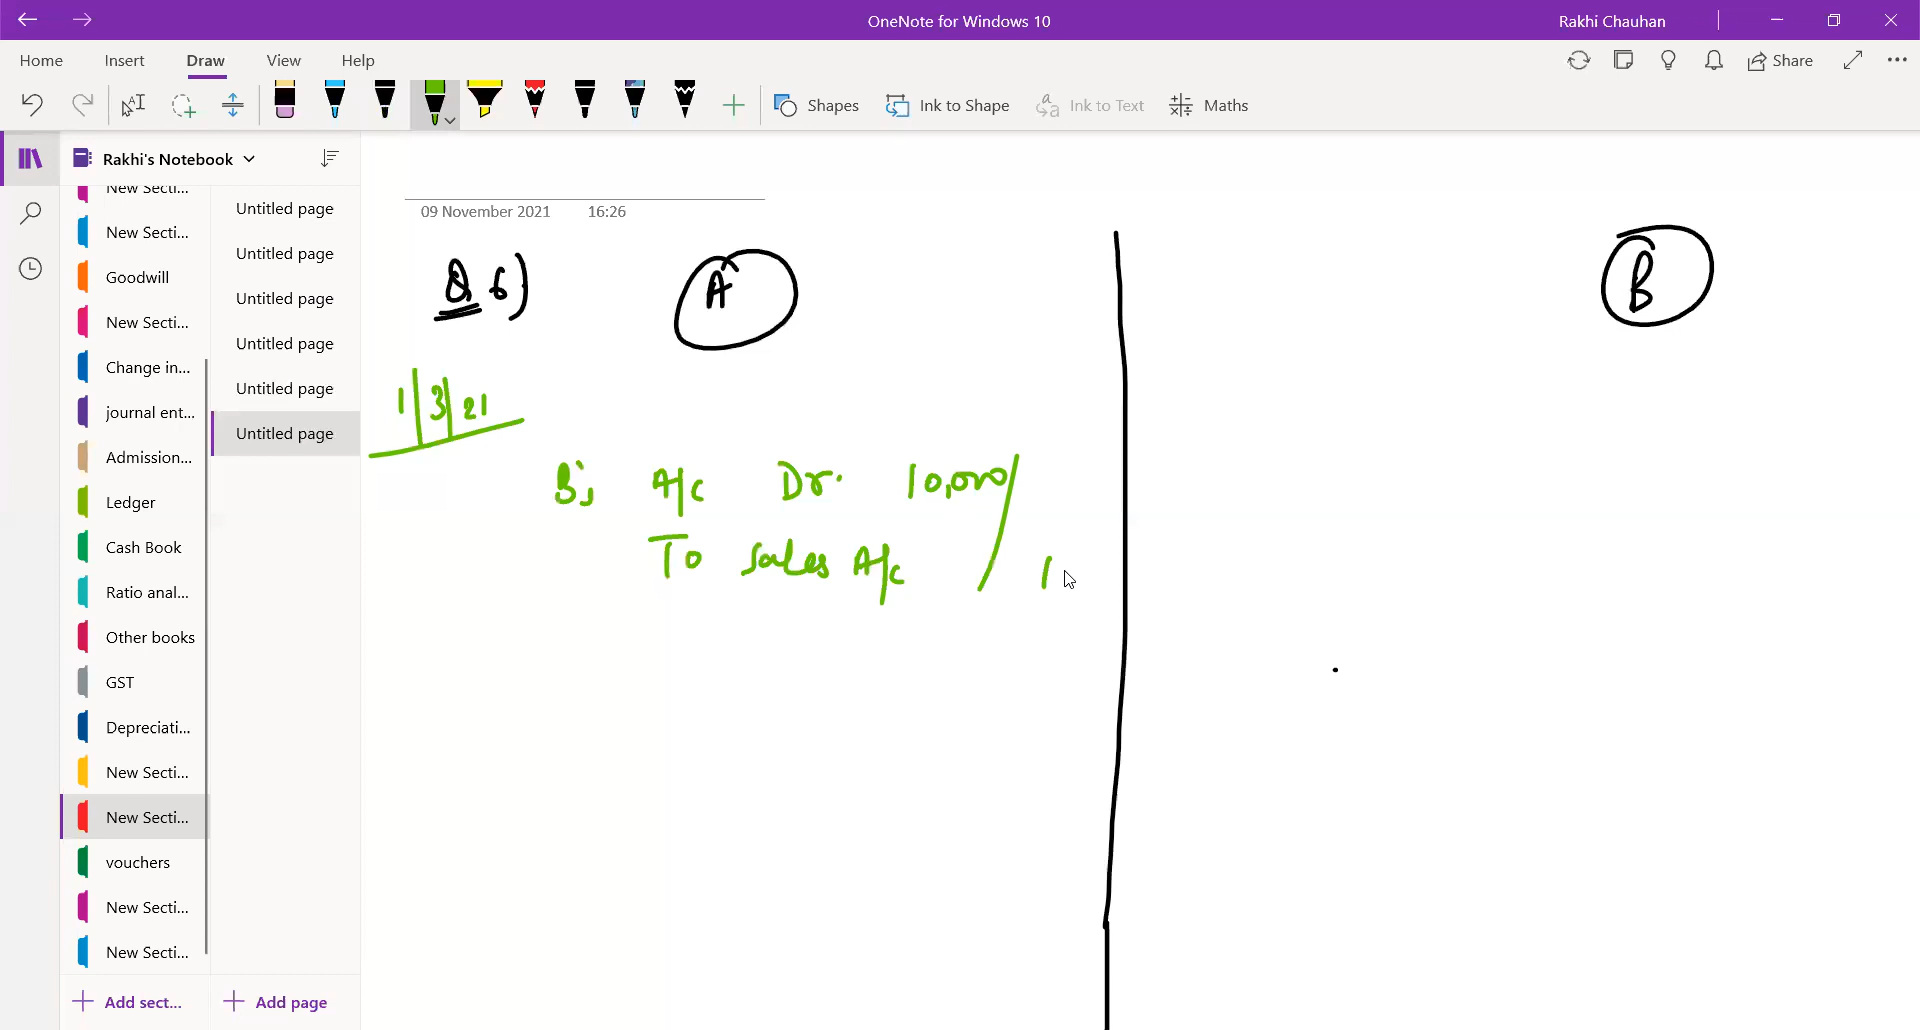 OneNote for Windows 10
Rakhi Chauhan
Home Insert Draw View Help
Share
Shapes Ink to Shape Ink to Text Maths
Rakhi's Notebook
New Secti...
New Secti...
Goodwill
New Secti...
Change in...
journal ent...
Admission...
Ledger
Cash Book
Ratio anal...
Other books
GST
Depreciati...
New Secti...
New Secti...
vouchers
New Secti...
New Secti...
Add sect...
Untitled page
Untitled page
Untitled page
Untitled page
Untitled page
Untitled page
Add page
09 November 2021 16:26
Q. 6)
A
B
1|3|21
B's A/c Dr. 10,000
To Sales A/c 1